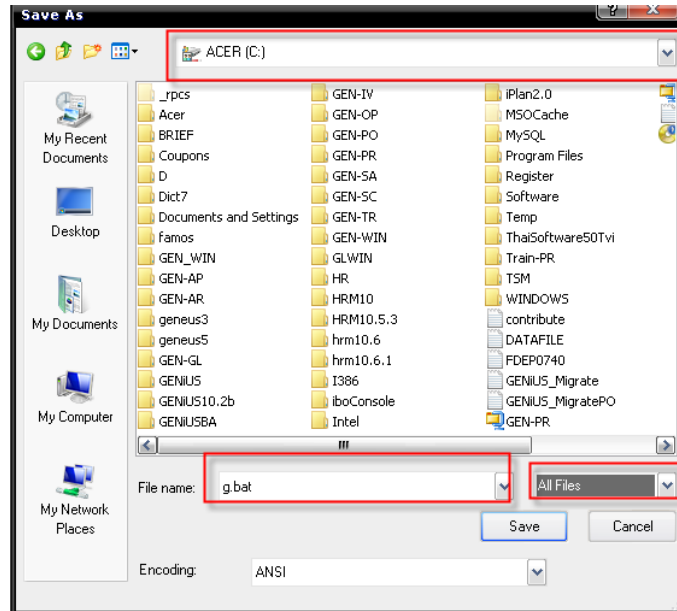 Save As
ACER (C:)
My Recent
Documents
Desktop
My Documents
My Computer
My Network
Places
_rpcs
Acer
BRIEF
Coupons
D
Dict7
Documents and Settings
famos
GEN_WIN
GEN-AP
GEN-AR
geneus3
geneus5
GEN-GL
GENiUS
GENiUS10.2b
GENiUSBA
GEN-IV
GEN-OP
GEN-PO
GEN-PR
GEN-SA
GEN-SC
GEN-TR
GEN-WIN
GLWIN
HR
HRM10
HRM10.5.3
hrm10.6
hrm10.6.1
I386
iboConsole
Intel
iPlan2.0
MSOCache
MySQL
Program Files
Register
Software
Temp
ThaiSoftware50Tvi
Train-PR
TSM
WINDOWS
contribute
DATAFILE
FDEP0740
GENiUS_Migrate
GENiUS_MigratePO
GEN-PR
File name: g.bat
All Files
Save Cancel
Encoding: ANSI